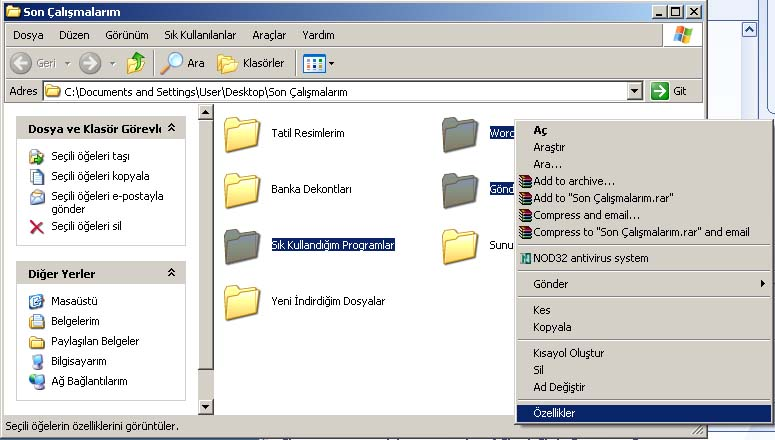 Son Çalışmalarım
Dosya Düzen Görünüm Sık Kullanılanlar Araçlar Yardım
Geri Ara Klasörler
Adres C:\Documents and Settings\User\Desktop\Son Çalışmalarım Git
Dosya ve Klasör Görevle
Seçili öğeleri taşı
Seçili öğeleri kopyala
Seçili öğeleri e-postayla
gönder
Seçili öğeleri sil
Diğer Yerler
Masaüstü
Belgelerim
Paylaşılan Belgeler
Bilgisayarım
Ağ Bağlantılarım
Tatil Resimlerim
Banka Dekontları
Sık Kullandığım Programlar
Yeni İndirdiğim Dosyalar
Word
Gönd
Sunu
Aç
Araştır
Ara...
Add to archive...
Add to "Son Çalışmalarım.rar"
Compress and email...
Compress to "Son Çalışmalarım.rar" and email
NOD32 antivirus system
Gönder
Kes
Kopyala
Kısayol Oluştur
Sil
Ad Değiştir
Özellikler
Seçili öğelerin özelliklerini görüntüler.